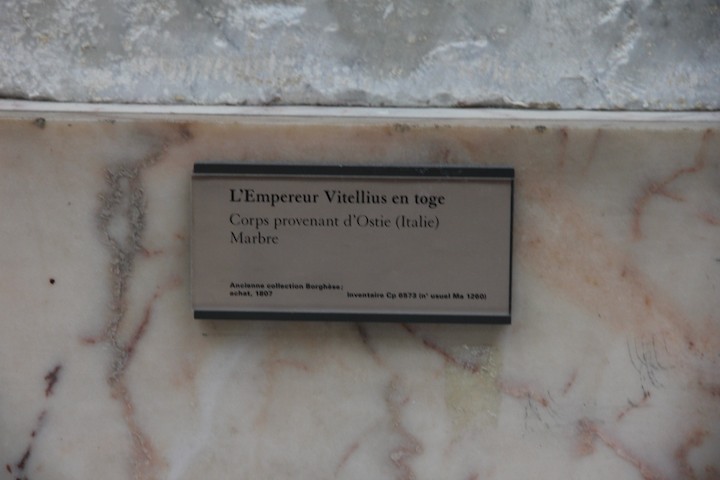 L'Empereur Vitellius en toge
Corps provenant d'Ostie (Italie)
Marbre
Ancienne collection Borghèse;
achat, 1807
Inventaire Cp 6373 (n° usuel Ma 1260)